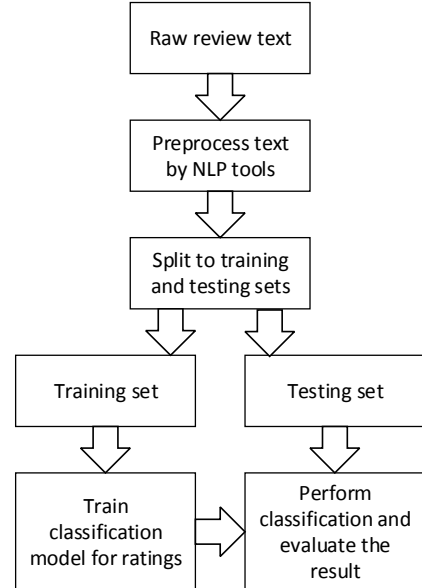 Raw review text
Preprocess text
by NLP tools
Split to training
and testing sets
Training set
Testing set
Train
classification
model for ratings
Perform
classification and
evaluate the
result